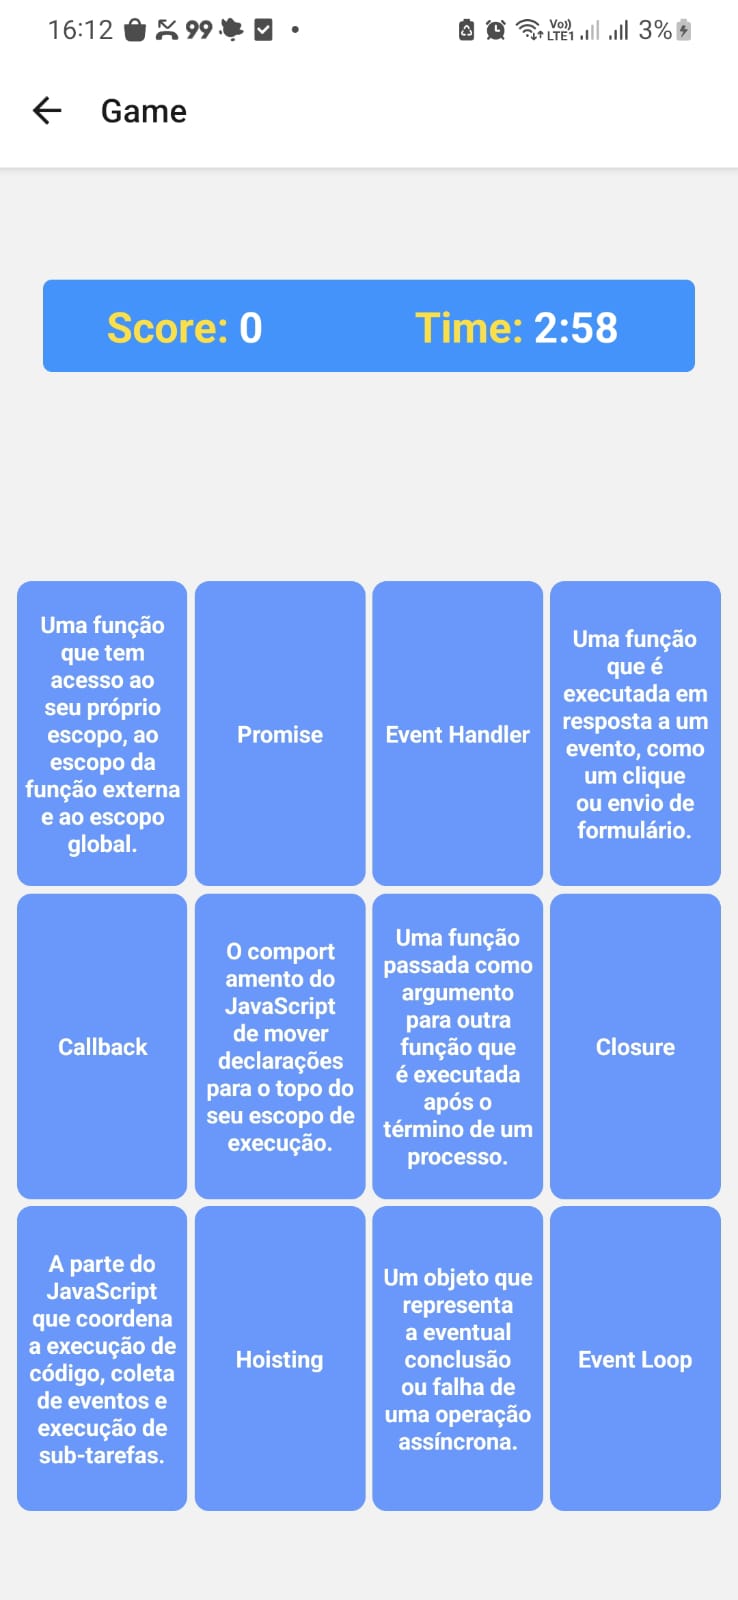 16:12 99
Vo))
LTE1 3%
Game
Score: 0 Time: 2:58
Uma função
que tem
acesso ao
seu próprio
escopo, ao
escopo da
função externa
e ao escopo
global.
Promise
Event Handler
Uma função
que é
executada em
resposta a um
evento, como
um clique
ou envio de
formulário.
Callback
O comport
amento do
JavaScript
de mover
declarações
para o topo do
seu escopo de
execução.
Uma função
passada como
argumento
para outra
função que
é executada
após o
término de um
processo.
Closure
A parte do
JavaScript
que coordena
a execução de
código, coleta
de eventos e
execução de
sub-tarefas.
Hoisting
Um objeto que
representa
a eventual
conclusão
ou falha de
uma operação
assíncrona.
Event Loop